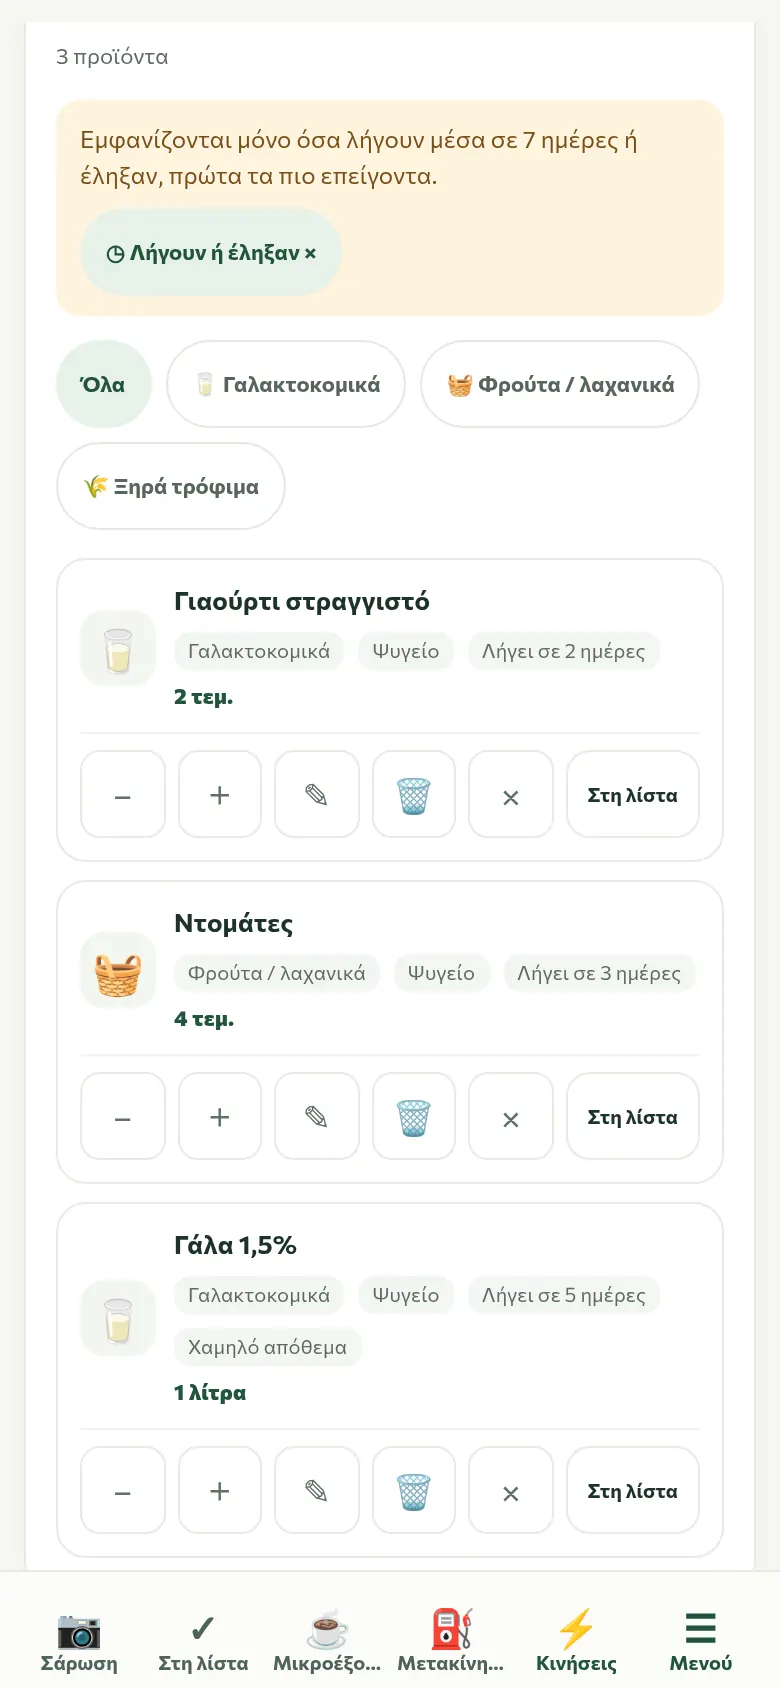 3 προϊόντα
Εμφανίζονται μόνο όσα λήγουν μέσα σε 7 ημέρες ή
έληξαν, πρώτα τα πιο επείγοντα.
◷ Λήγουν ή έληξαν ×
Όλα
Γαλακτοκομικά
Φρούτα / λαχανικά
Ξηρά τρόφιμα
Γιαούρτι στραγγιστό
Γαλακτοκομικά Ψυγείο Λήγει σε 2 ημέρες
2 τεμ.
− + ✎ × Στη λίστα
Ντομάτες
Φρούτα / λαχανικά Ψυγείο Λήγει σε 3 ημέρες
4 τεμ.
− + ✎ × Στη λίστα
Γάλα 1,5%
Γαλακτοκομικά Ψυγείο Λήγει σε 5 ημέρες
Χαμηλό απόθεμα
1 λίτρα
− + ✎ × Στη λίστα
Σάρωση Στη λίστα Μικροέξο... Μετακίνη... Κινήσεις Μενού